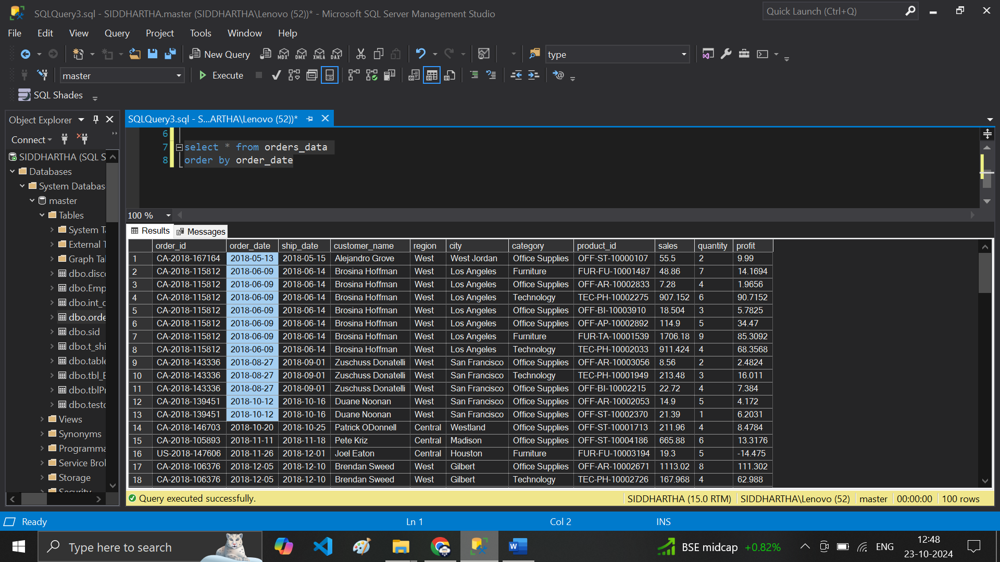 SQLQuery3.sql - SIDDHARTHA.master (SIDDHARTHA\Lenovo (52))* - Microsoft SQL Server Management Studio
Quick Launch (Ctrl+Q)
File Edit View Query Project Tools Window Help
New Query MDX DMX XMLA DAX type
master Execute
SQL Shades
Object Explorer
Connect
SIDDHARTHA (SQL S
Databases
System Databas
master
Tables
System Ta
External T
Graph Tal
dbo.disco
dbo.Emp
dbo.int_o
dbo.orde
dbo.sid
dbo.t_shi
dbo.table
dbo.tbl_E
dbo.tblPr
dbo.testc
Views
Synonyms
Programma
Service Brol
Storage
Security
SQLQuery3.sql - S...ARTHA\Lenovo (52))*
6
7 select * from orders_data
8 order by order_date
100 %
Results Messages
order_id order_date ship_date customer_name region city category product_id sales quantity profit
1 CA-2018-167164 2018-05-13 2018-05-15 Alejandro Grove West West Jordan Office Supplies OFF-ST-10000107 55.5 2 9.99
2 CA-2018-115812 2018-06-09 2018-06-14 Brosina Hoffman West Los Angeles Furniture FUR-FU-10001487 48.86 7 14.1694
3 CA-2018-115812 2018-06-09 2018-06-14 Brosina Hoffman West Los Angeles Office Supplies OFF-AR-10002833 7.28 4 1.9656
4 CA-2018-115812 2018-06-09 2018-06-14 Brosina Hoffman West Los Angeles Technology TEC-PH-10002275 907.152 6 90.7152
5 CA-2018-115812 2018-06-09 2018-06-14 Brosina Hoffman West Los Angeles Office Supplies OFF-BI-10003910 18.504 3 5.7825
6 CA-2018-115812 2018-06-09 2018-06-14 Brosina Hoffman West Los Angeles Office Supplies OFF-AP-10002892 114.9 5 34.47
7 CA-2018-115812 2018-06-09 2018-06-14 Brosina Hoffman West Los Angeles Furniture FUR-TA-10001539 1706.18 9 85.3092
8 CA-2018-115812 2018-06-09 2018-06-14 Brosina Hoffman West Los Angeles Technology TEC-PH-10002033 911.424 4 68.3568
9 CA-2018-143336 2018-08-27 2018-09-01 Zuschuss Donatelli West San Francisco Office Supplies OFF-AR-10003056 8.56 2 2.4824
10 CA-2018-143336 2018-08-27 2018-09-01 Zuschuss Donatelli West San Francisco Technology TEC-PH-10001949 213.48 3 16.011
11 CA-2018-143336 2018-08-27 2018-09-01 Zuschuss Donatelli West San Francisco Office Supplies OFF-BI-10002215 22.72 4 7.384
12 CA-2018-139451 2018-10-12 2018-10-16 Duane Noonan West San Francisco Office Supplies OFF-AR-10002053 14.9 5 4.172
13 CA-2018-139451 2018-10-12 2018-10-16 Duane Noonan West San Francisco Office Supplies OFF-ST-10002370 21.39 1 6.2031
14 CA-2018-146703 2018-10-20 2018-10-25 Patrick ODonnell Central Westland Office Supplies OFF-ST-10001713 211.96 4 8.4784
15 CA-2018-105893 2018-11-11 2018-11-18 Pete Kriz Central Madison Office Supplies OFF-ST-10004186 665.88 6 13.3176
16 US-2018-147606 2018-11-26 2018-12-01 Joel Eaton Central Houston Furniture FUR-FU-10003194 19.3 5 -14.475
17 CA-2018-106376 2018-12-05 2018-12-10 Brendan Sweed West Gilbert Office Supplies OFF-AR-10002671 1113.02 8 111.302
18 CA-2018-106376 2018-12-05 2018-12-10 Brendan Sweed West Gilbert Technology TEC-PH-10002726 167.968 4 62.988
Query executed successfully. SIDDHARTHA (15.0 RTM) SIDDHARTHA\Lenovo (52) master 00:00:00 100 rows
Ready Ln 1 Col 2 INS
Type here to search BSE midcap +0.82% ENG 12:48
23-10-2024